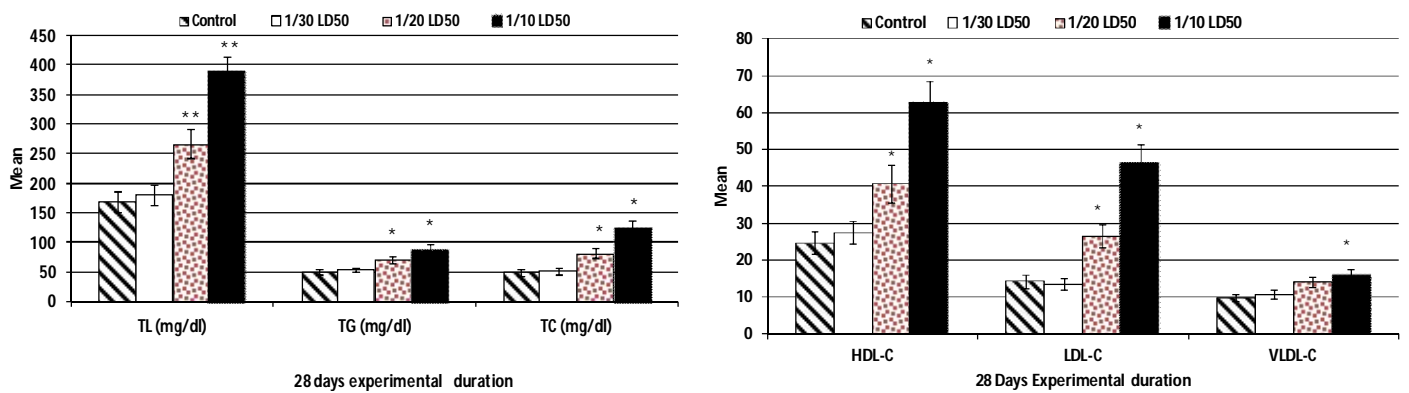 Control 1/30 LD50 1/20 LD50 1/10 LD50
450
400
350
300
250
200
150
100
50
0
Mean
** ** * * * *
TL (mg/dl) TG (mg/dl) TC (mg/dl)
28 days experimental duration
Control 1/30 LD50 1/20 LD50 1/10 LD50
80
70
60
50
40
30
20
10
0
Mean
* * * * *
HDL-C LDL-C VLDL-C
28 Days Experimental duration